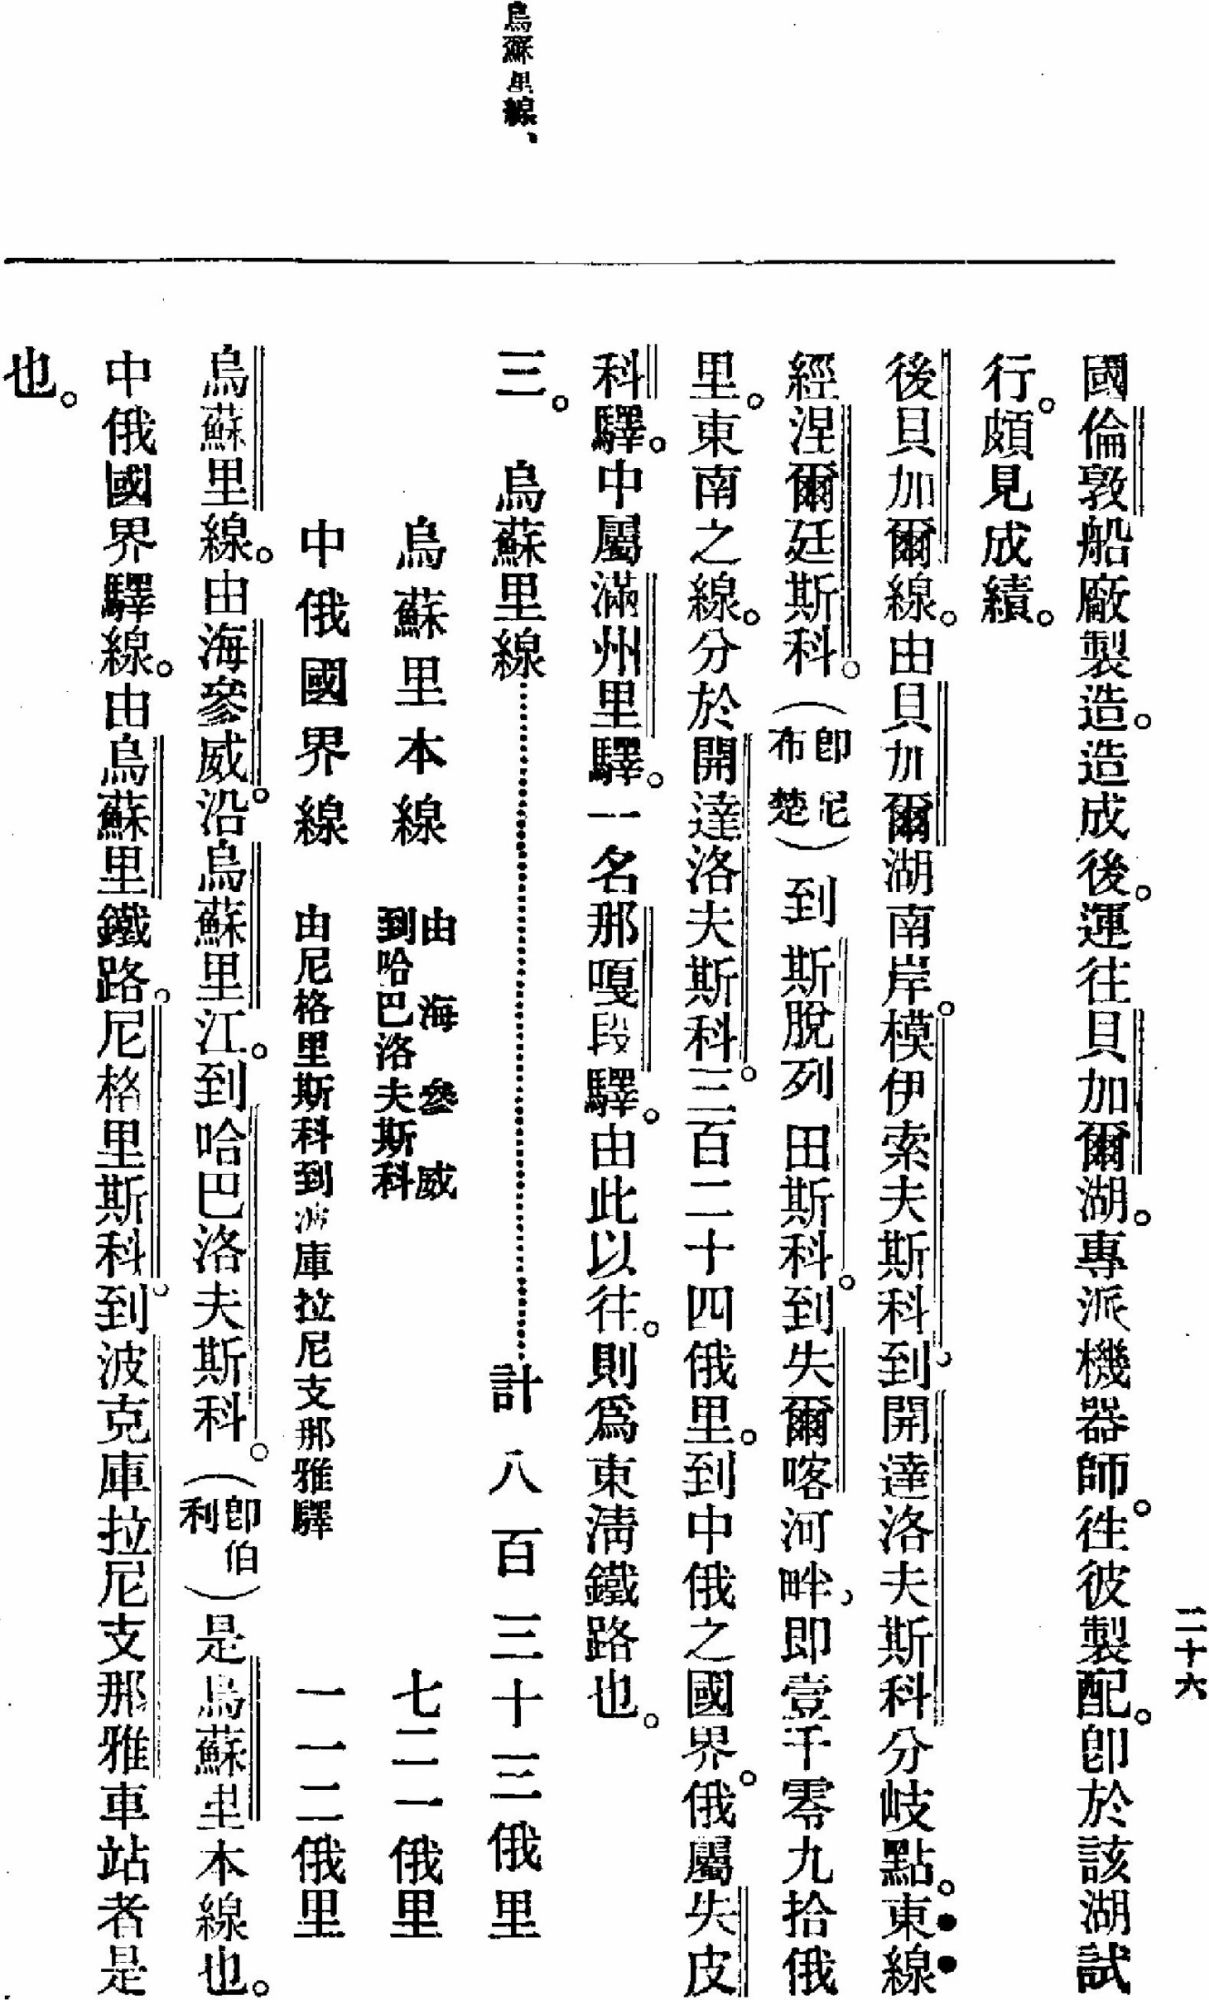 烏蘇里線、
二十六
國倫敦船廠製造。造成後。運往貝加爾湖。專派機器師。徃彼製配。卽於該湖試
行。頗見成績。
後貝加爾線。由貝加爾湖南岸。模伊索夫斯科。到開達洛夫斯科分岐點。東線
經涅爾廷斯科。(卽尼布楚)到斯脫列田斯科。到失爾喀河畔。即壹千零九拾俄
里。東南之線。分於開達洛夫斯科。三百二十四俄里。到中俄之國界。俄屬失皮
科驛。中屬滿州里驛。一名那嘎段驛。由此以往。則爲東淸鐵路也。
三。烏蘇里線……計八百三十三俄里
烏蘇里本線 由海參威到哈巴洛夫斯科 七二一俄里
中俄國界線 由尼格里斯科到波庫拉尼支那雅驛 一一二俄里
烏蘇里線。由海參威。沿烏蘇里江。到哈巴洛夫斯科。(卽伯利)是烏蘇里本線也。
中俄國界驛線。由烏蘇里鐵路。尼格里斯科。到波克庫拉尼支那雅車站者是
也。